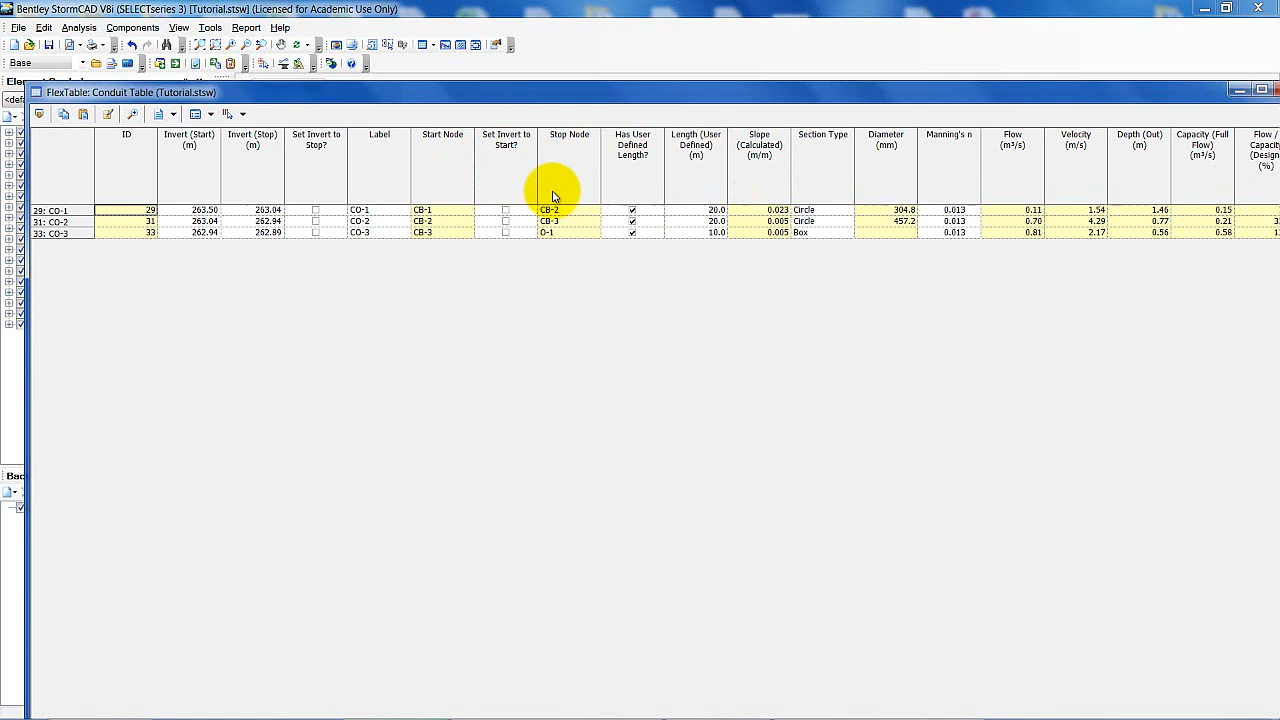 Bentley StormCAD V8i (SELECTseries 3) [Tutorial.stsw] (Licensed for Academic Use Only)
File Edit Analysis Components View Tools Report Help
Base
FlexTable: Conduit Table (Tutorial.stsw)
ID Invert (Start) (m) Invert (Stop) (m) Set Invert to Stop? Label Start Node Set Invert to Start? Stop Node Has User Defined Length? Length (User Defined) (m) Slope (Calculated) (m/m) Section Type Diameter (mm) Manning's n Flow (m³/s) Velocity (m/s) Depth (Out) (m) Capacity (Full Flow) (m³/s) Flow / Capacity (Design) (%)
29: CO-1 29 263.50 263.04 CO-1 CB-1 CB-2 20.0 0.023 Circle 304.8 0.013 0.11 1.54 1.46 0.15
31: CO-2 31 263.04 262.94 CO-2 CB-2 CB-3 20.0 0.005 Circle 457.2 0.013 0.70 4.29 0.77 0.21
33: CO-3 33 262.94 262.89 CO-3 CB-3 O-1 10.0 0.005 Box 0.013 0.81 2.17 0.56 0.58